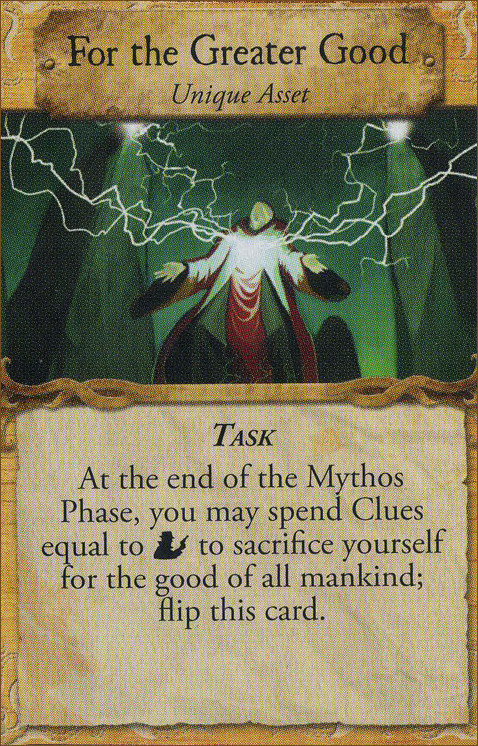 For the Greater Good
Unique Asset
TASK
At the end of the Mythos
Phase, you may spend Clues
equal to to sacrifice yourself
for the good of all mankind;
flip this card.